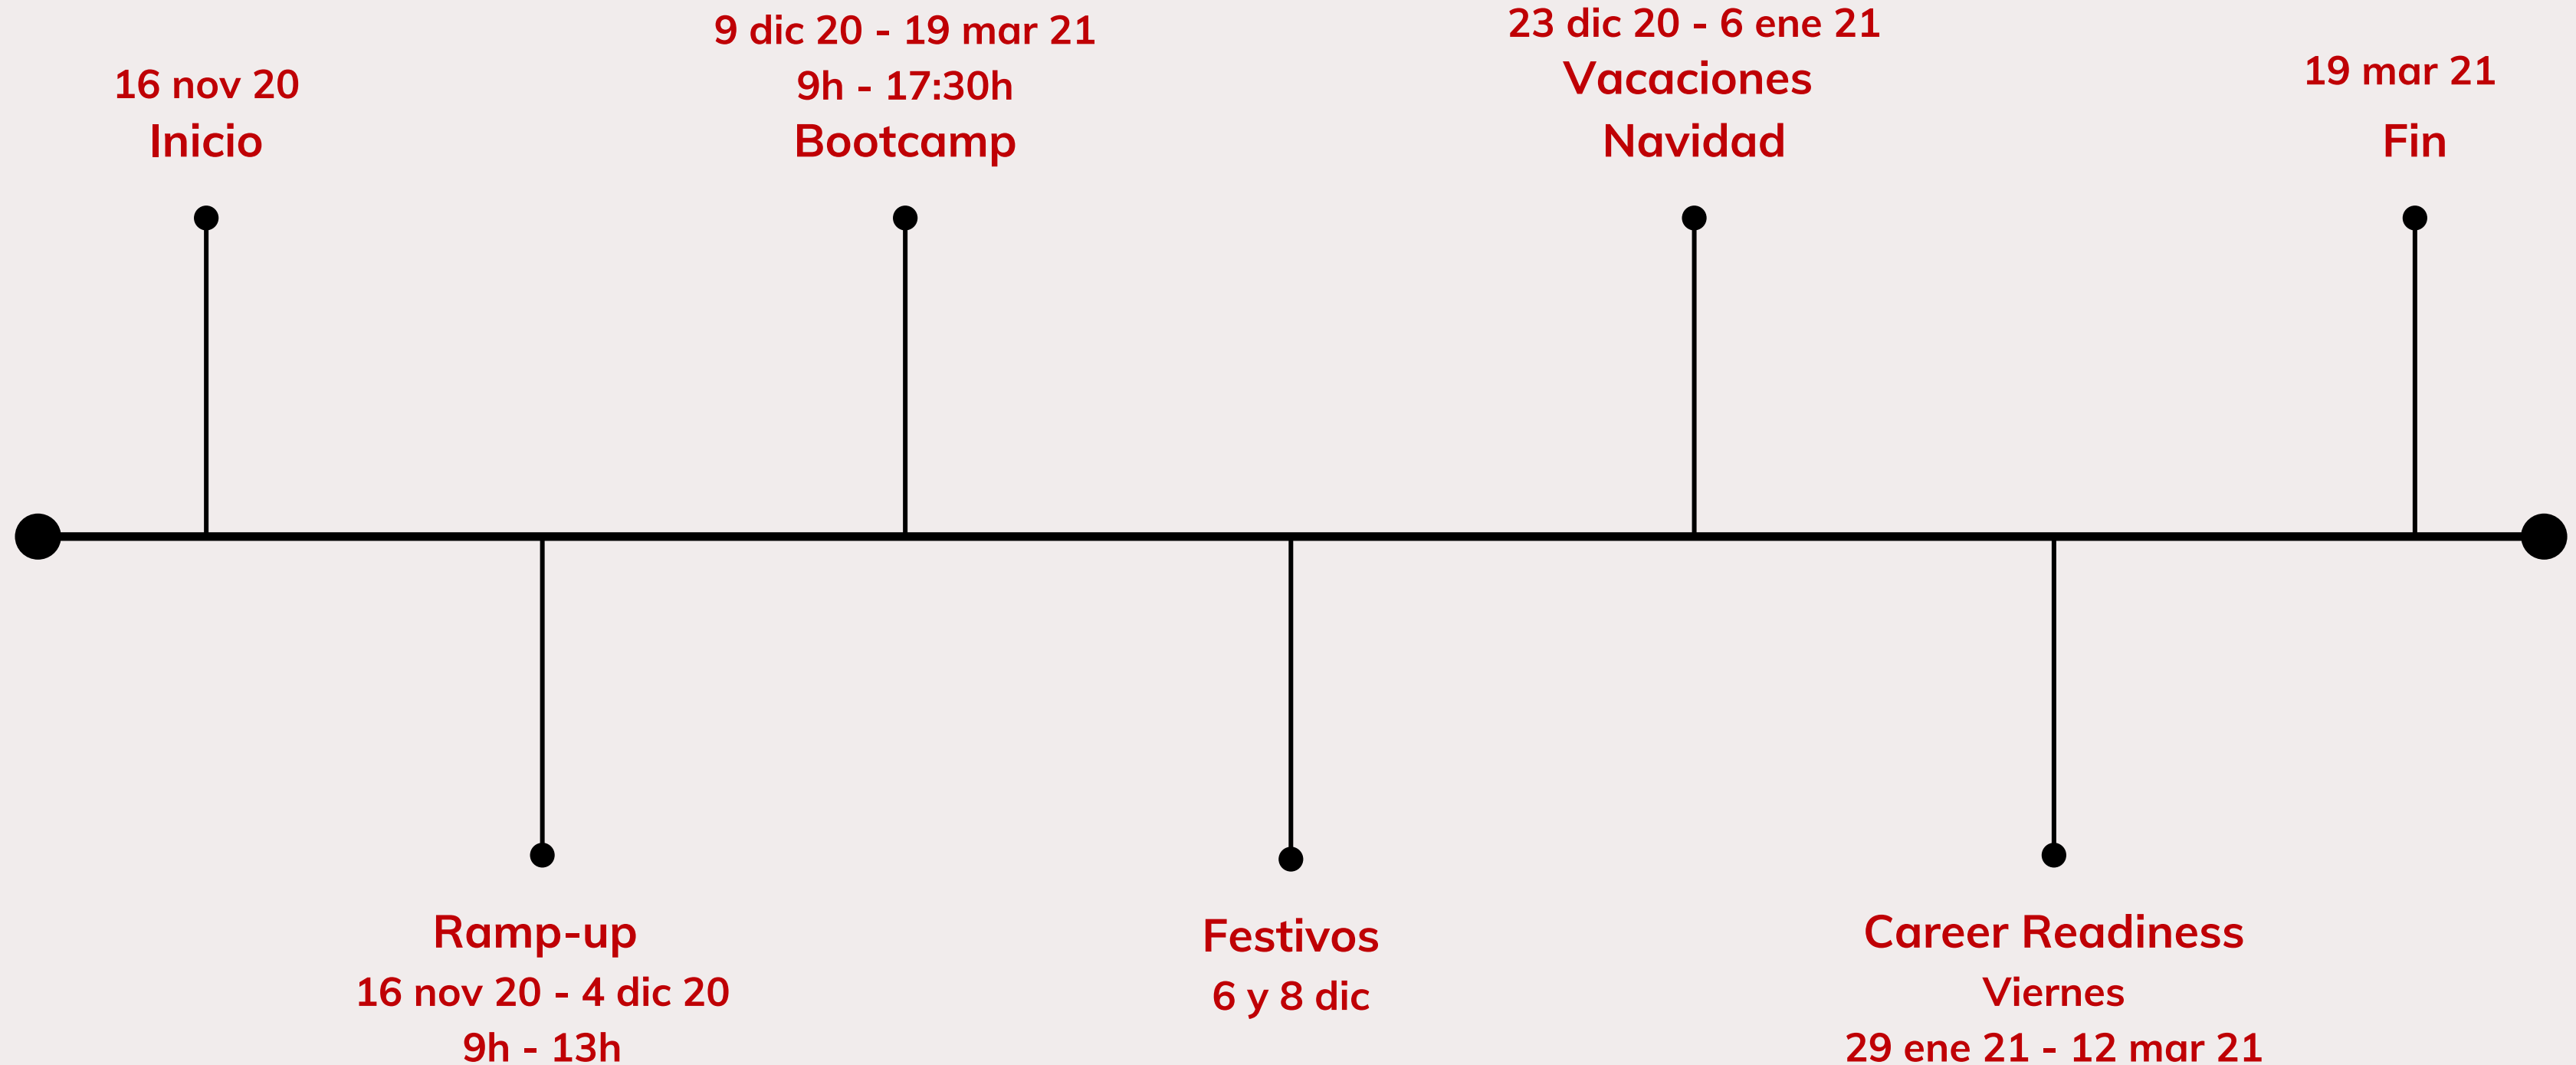 16 nov 20
Inicio
9 dic 20 - 19 mar 21
9h - 17:30h
Bootcamp
23 dic 20 - 6 ene 21
Vacaciones
Navidad
19 mar 21
Fin
Ramp-up
16 nov 20 - 4 dic 20
9h - 13h
Festivos
6 y 8 dic
Career Readiness
Viernes
29 ene 21 - 12 mar 21